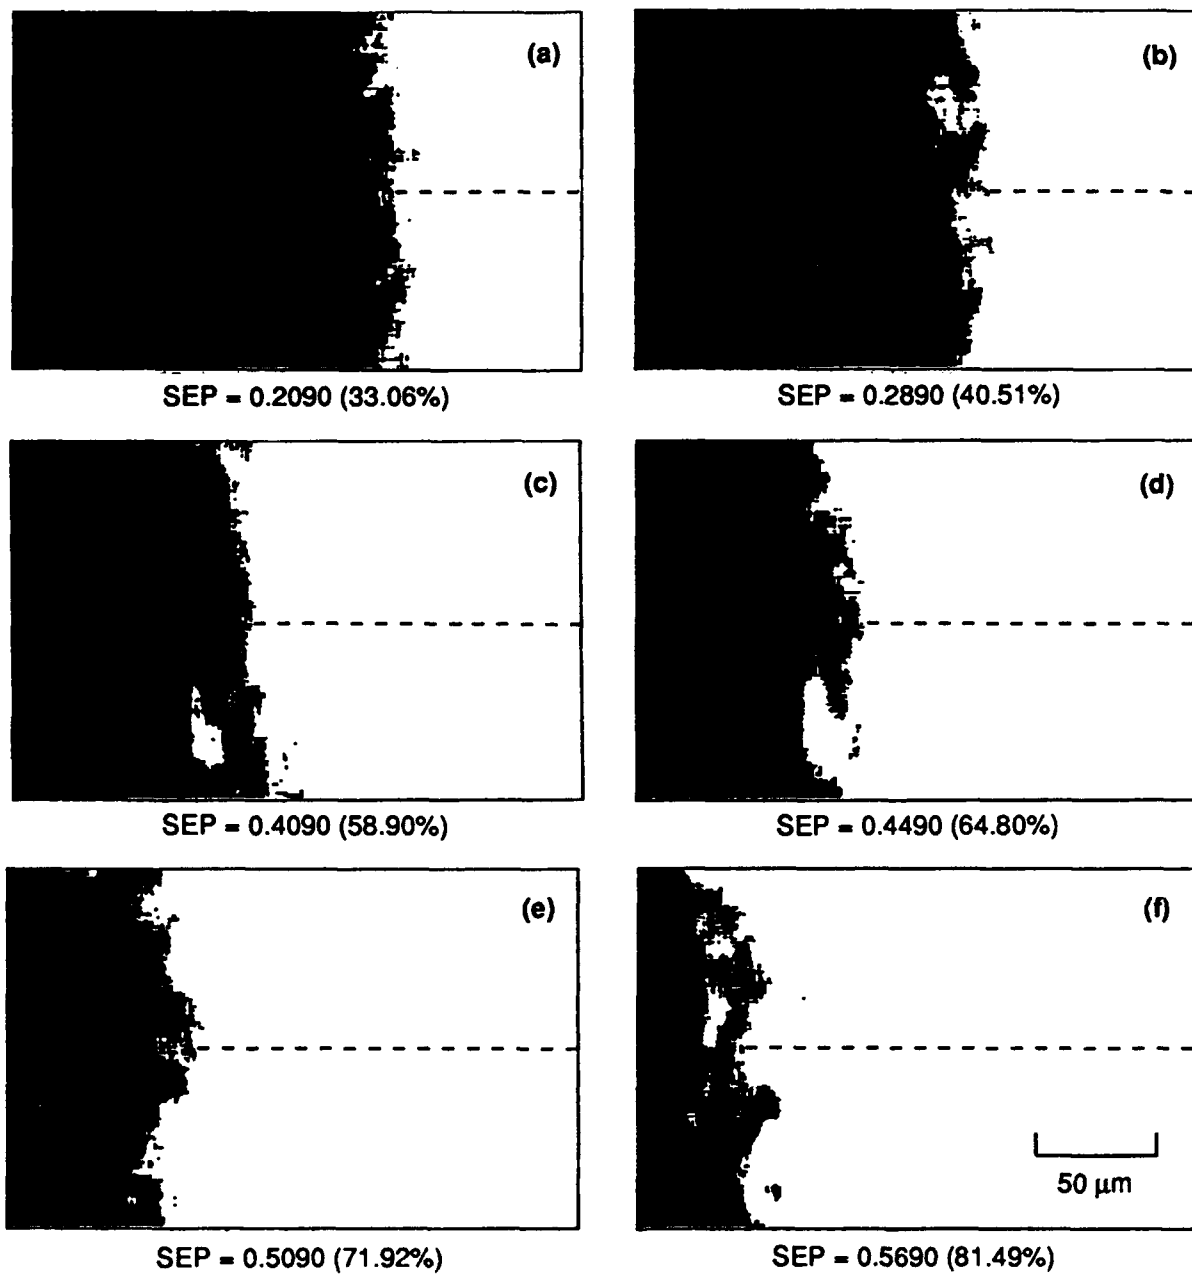 (a)
(b)
SEP = 0.2090 (33.06%)
SEP = 0.2890 (40.51%)
(c)
(d)
SEP = 0.4090 (58.90%)
SEP = 0.4490 (64.80%)
(e)
(f)
50 μm
SEP = 0.5090 (71.92%)
SEP = 0.5690 (81.49%)